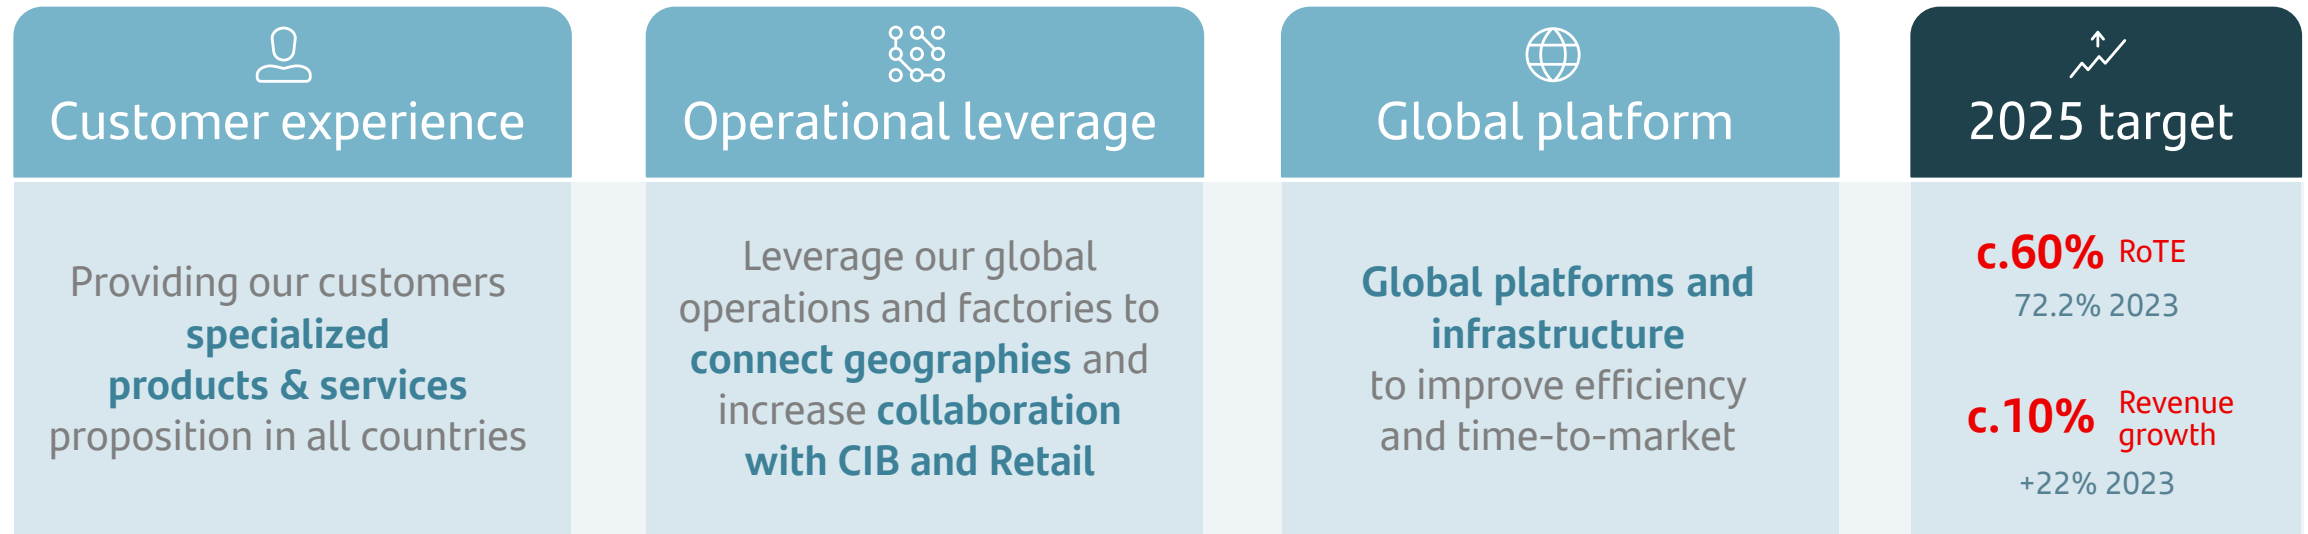 Customer experience
Providing our customers
specialized
products & services
proposition in all countries
Operational leverage
Leverage our global
operations and factories to
connect geographies and
increase collaboration
with CIB and Retail
Global platform
Global platforms and
infrastructure
to improve efficiency
and time-to-market
2025 target
c.60% RoTE
72.2% 2023
c.10% Revenue
growth
+22% 2023